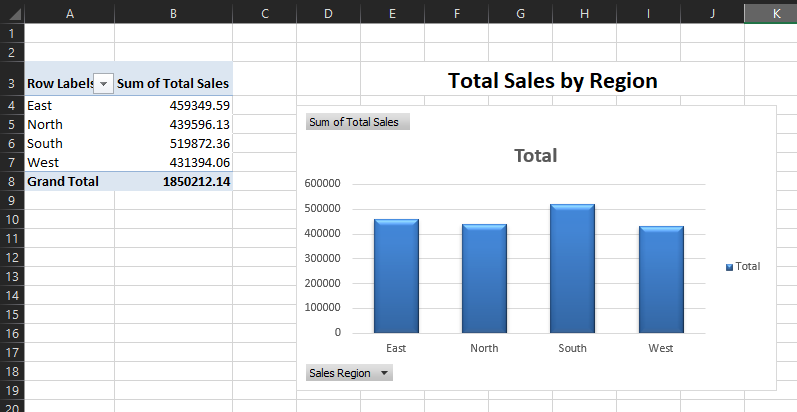 A B C D E F G H I J K
1
2
3 Row Labels Sum of Total Sales Total Sales by Region
4 East 459349.59
5 North 439596.13
6 South 519872.36
7 West 431394.06
8 Grand Total 1850212.14
9
10
11
12
13
14
15
16
17
18
19
20
Sum of Total Sales
Total
600000
500000
400000
300000
200000
100000
0
East North South West
Total
Sales Region